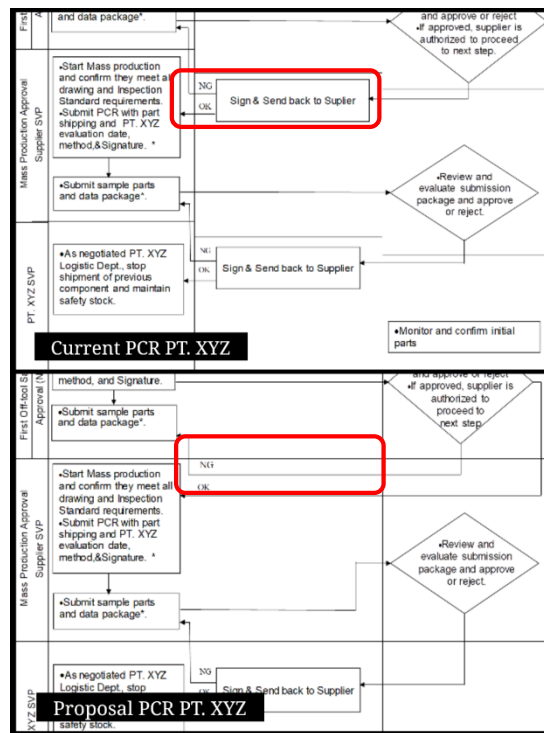 First
A
and data package*.
and approve or reject
•If approved, supplier is
authorized to proceed
to next step.
Mass Production Approval
Supplier SVP
•Start Mass production
and confirm they meet all
drawing and Inspection
Standard requirements.
•Submit PCR with part
shipping and PT. XYZ
evaluation date,
method,&Signature. *
NG
OK
Sign & Send back to Suplier
•Submit sample parts
and data package*.
•Review and
evaluate submission
package and approve
or reject.
PT. XYZ SVP
•As negotiated PT. XYZ
Logistic Dept., stop
shipment of previous
component and maintain
safety stock.
NG
OK
Sign & Send back to Supplier
•Monitor and confirm initial
parts
Current PCR PT. XYZ
First Off-tool Sa
Approval (N
method, and Signature.
•Submit sample parts
and data package*.
and approve or reject
•If approved, supplier is
authorized to
proceed to
next step
NG
OK
Mass Production Approval
Supplier SVP
•Start Mass production
and confirm they meet all
drawing and Inspection
Standard requirements.
•Submit PCR with part
shipping and PT. XYZ
evaluation date,
method,&Signature. *
•Submit sample parts
and data package*.
•Review and
evaluate submission
package and approve
or reject.
XYZ SVP
•As negotiated PT. XYZ
Logistic Dept., stop
safety stock.
NG
OK
Sign & Send back to Supplier
Proposal PCR PT. XYZ